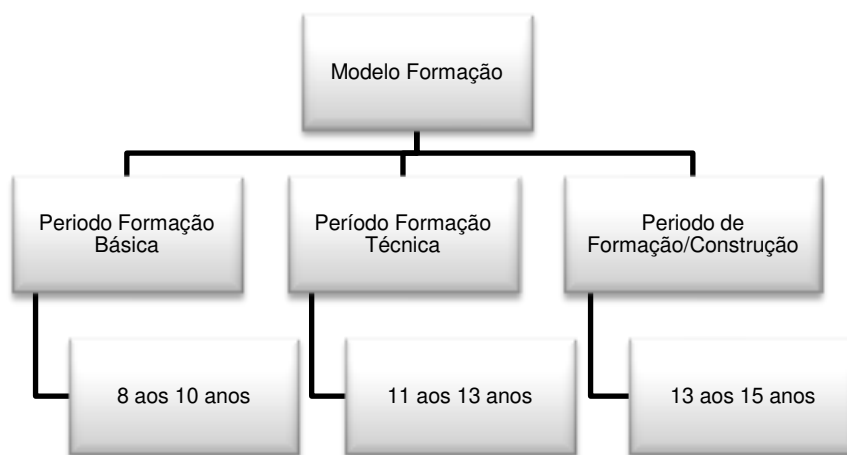 Modelo Formação
Periodo Formação
Básica
Período Formação
Técnica
Periodo de
Formação/Construção
8 aos 10 anos
11 aos 13 anos
13 aos 15 anos